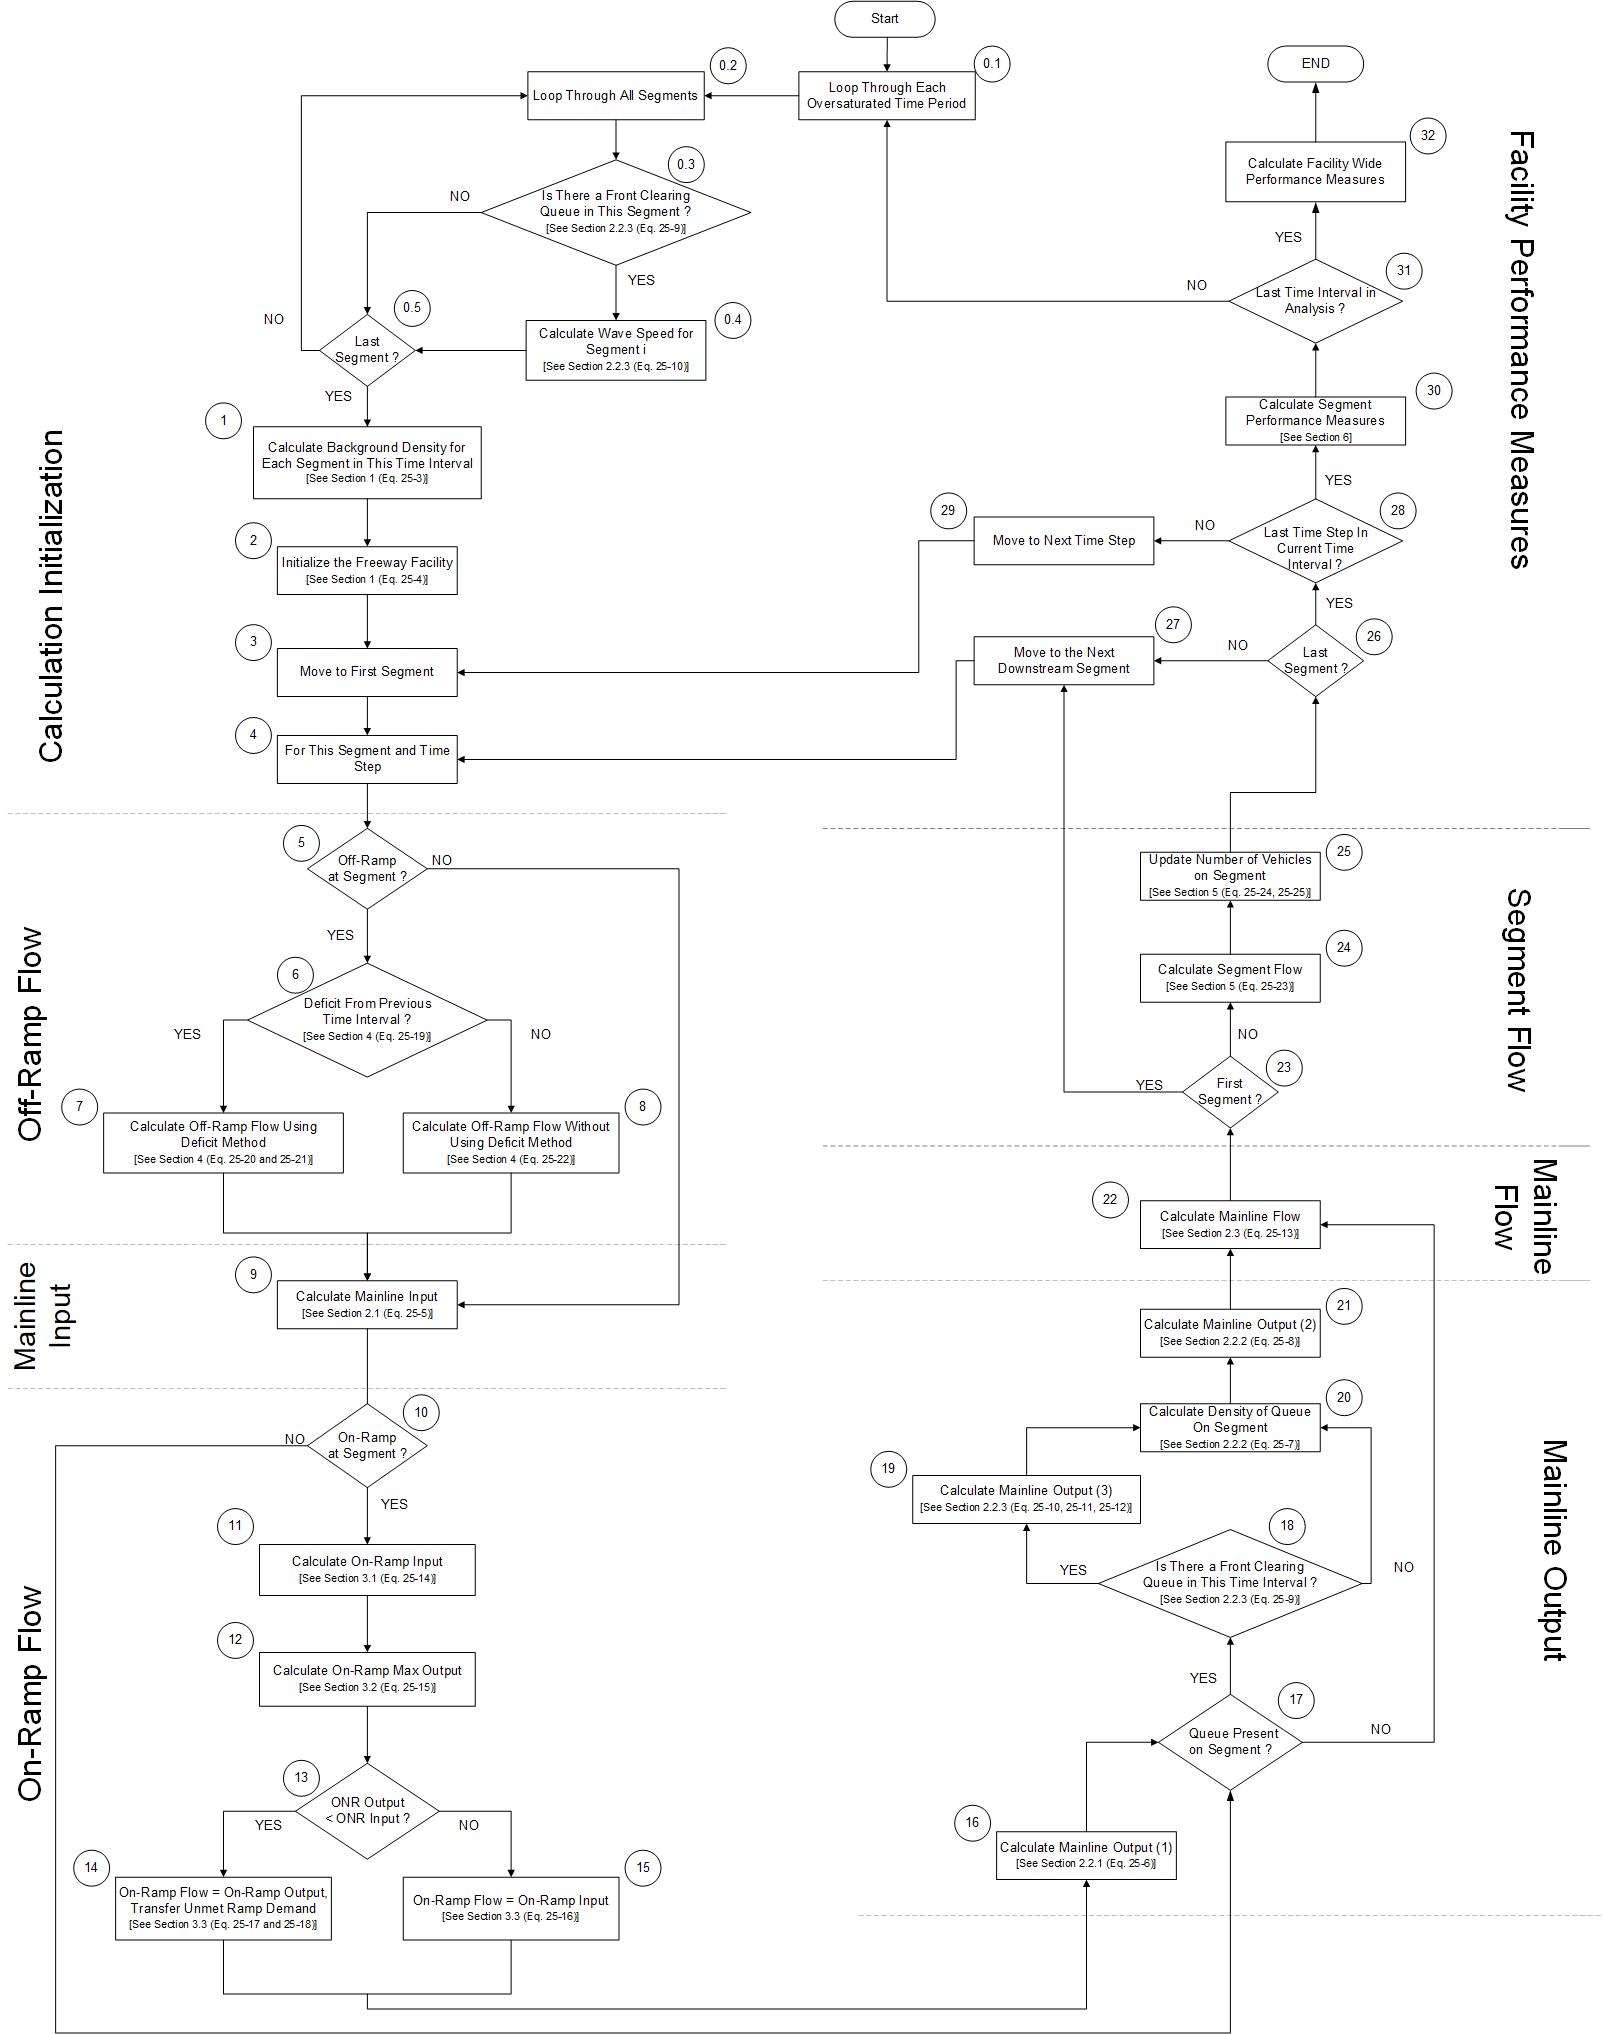 Start
0.1
Loop Through Each
Oversaturated Time Period
0.2
Loop Through All Segments
0.3
Is There a Front Clearing
Queue in This Segment ?
[See Section 2.2.3 (Eq. 25-9)]
NO
YES
0.4
Calculate Wave Speed for
Segment i
[See Section 2.2.3 (Eq. 25-10)]
0.5
Last
Segment ?
NO
YES
Calculation Initialization
1
Calculate Background Density for
Each Segment in This Time Interval
[See Section 1 (Eq. 25-3)]
2
Initialize the Freeway Facility
[See Section 1 (Eq. 25-4)]
3
Move to First Segment
4
For This Segment and Time
Step
Off-Ramp Flow
5
Off-Ramp
at Segment ?
NO
YES
6
Deficit From Previous
Time Interval ?
[See Section 4 (Eq. 25-19)]
YES
NO
7
Calculate Off-Ramp Flow Using
Deficit Method
[See Section 4 (Eq. 25-20 and 25-21)]
8
Calculate Off-Ramp Flow Without
Using Deficit Method
[See Section 4 (Eq. 25-22)]
Mainline
Input
9
Calculate Mainline Input
[See Section 2.1 (Eq. 25-5)]
On-Ramp Flow
10
On-Ramp
at Segment ?
NO
YES
11
Calculate On-Ramp Input
[See Section 3.1 (Eq. 25-14)]
12
Calculate On-Ramp Max Output
[See Section 3.2 (Eq. 25-15)]
13
ONR Output
< ONR Input ?
YES
NO
14
On-Ramp Flow = On-Ramp Output,
Transfer Unmet Ramp Demand
[See Section 3.3 (Eq. 25-17 and 25-18)]
15
On-Ramp Flow = On-Ramp Input
[See Section 3.3 (Eq. 25-16)]
Mainline Output
16
Calculate Mainline Output (1)
[See Section 2.2.1 (Eq. 25-6)]
17
Queue Present
on Segment ?
YES
NO
18
Is There a Front Clearing
Queue in This Time Interval ?
[See Section 2.2.3 (Eq. 25-9)]
YES
NO
19
Calculate Mainline Output (3)
[See Section 2.2.3 (Eq. 25-10, 25-11, 25-12)]
20
Calculate Density of Queue
On Segment
[See Section 2.2.2 (Eq. 25-7)]
21
Calculate Mainline Output (2)
[See Section 2.2.2 (Eq. 25-8)]
Mainline
Flow
22
Calculate Mainline Flow
[See Section 2.3 (Eq. 25-13)]
Segment Flow
23
First
Segment ?
YES
NO
24
Calculate Segment Flow
[See Section 5 (Eq. 25-23)]
25
Update Number of Vehicles
on Segment
[See Section 5 (Eq. 25-24, 25-25)]
Facility Performance Measures
26
Last
Segment ?
NO
YES
27
Move to the Next
Downstream Segment
28
Last Time Step In
Current Time
Interval ?
NO
YES
29
Move to Next Time Step
30
Calculate Segment
Performance Measures
[See Section 6]
31
Last Time Interval in
Analysis ?
NO
YES
32
Calculate Facility Wide
Performance Measures
END